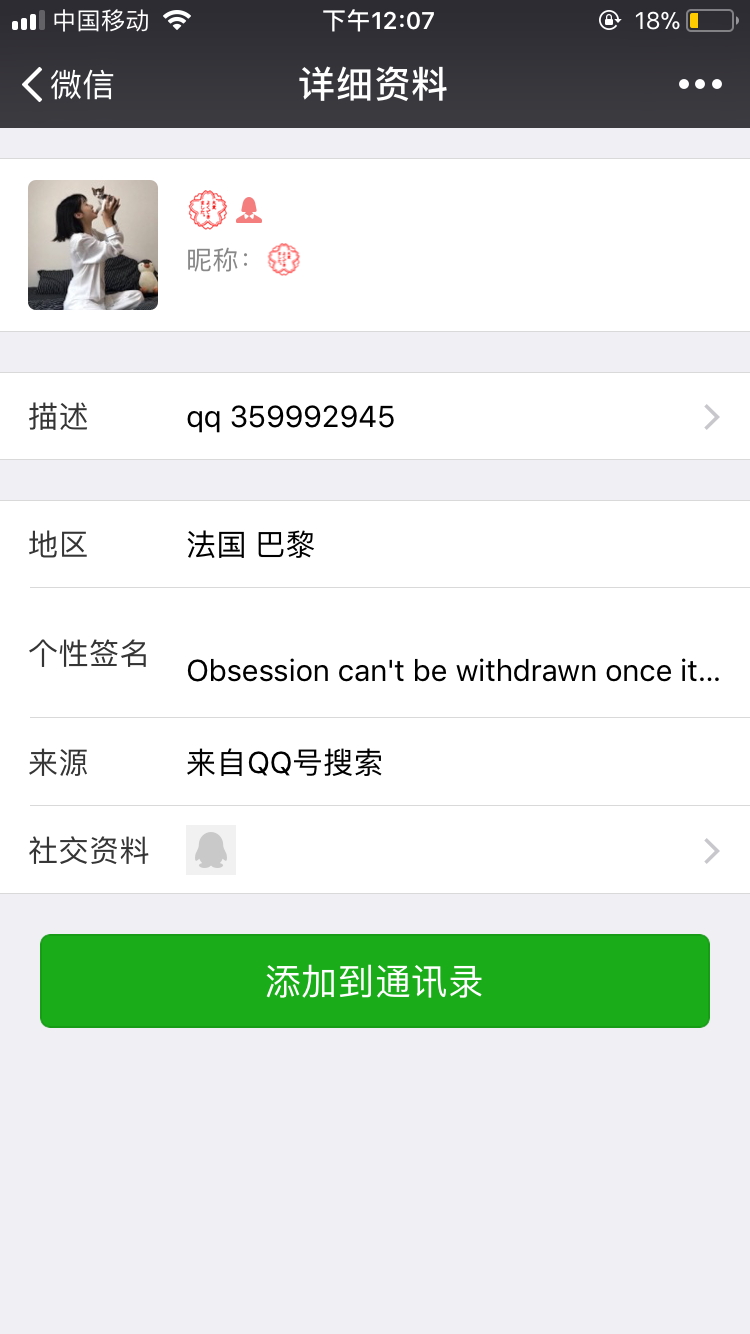 中国移动
下午12:07
18%
微信
详细资料
昵称：
描述
qq 359992945
地区
法国 巴黎
个性签名
Obsession can't be withdrawn once it...
来源
来自QQ号搜索
社交资料
添加到通讯录